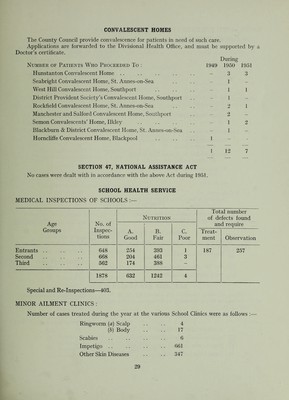 CONVALESCENT HOMES
The County Council provide convalescence for patients in need of such care.
Applications are forwarded to the Divisional Health Office, and must be supported by a
Doctor's certificate.
During
NUMBER OF PATIENTS WHO PROCEEDED TO : 1949 1950 1951
Hunstanton Convalescent Home .. .. .. .. – 3 3
Seabright Convalescent Home, St. Annes-on-Sea .. .. – 1 –
West Hill Convalescent Home, Southport .. .. .. – 1 1
District Provident Society's Convalescent Home, Southport .. – 1 –
Rockfield Convalescent Home, St. Annes-on-Sea .. .. – 2 1
Manchester and Salford Convalescent Home, Southport .. – 2 –
Semon Convalescents' Home, Ilkley .. .. .. – 1 2
Blackburn & District Convalescent Home, St. Annes-on-Sea .. – 1 –
Horncliffe Convalescent Home, Blackpool .. .. .. 1 – –
1 12 7
SECTION 47, NATIONAL ASSISTANCE ACT
No cases were dealt with in accordance with the above Act during 1951.
SCHOOL HEALTH SERVICE
MEDICAL INSPECTIONS OF SCHOOLS :—
Age Groups | No. of Inspections | NUTRITION | Total number of defects found and require
A. Good | B. Fair | C. Poor | Treatment | Observation
Entrants .. .. .. 648 254 393 1 187 257
Second .. .. .. 668 204 461 3
Third .. .. .. 562 174 388 –
1878 632 1242 4
Special and Re-Inspections—403.
MINOR AILMENT CLINICS :
Number of cases treated during the year at the various School Clinics were as follows :—
Ringworm (a) Scalp .. .. 4
(b) Body .. .. 17
Scabies .. .. .. .. 6
Impetigo .. .. .. .. 661
Other Skin Diseases .. .. 347
29